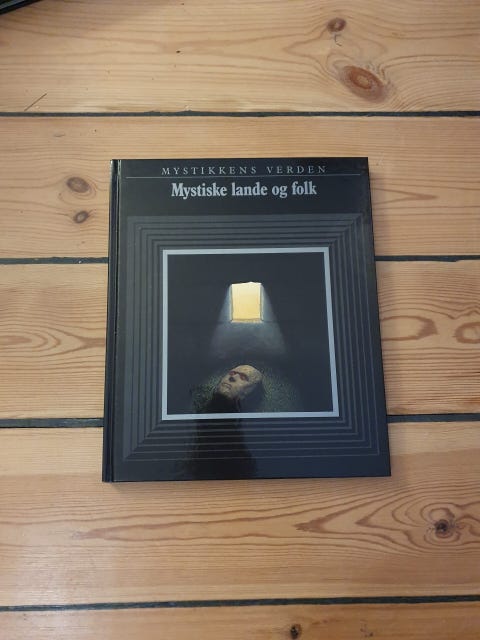 MYSTIKKENS VERDEN
Mystiske lande og folk